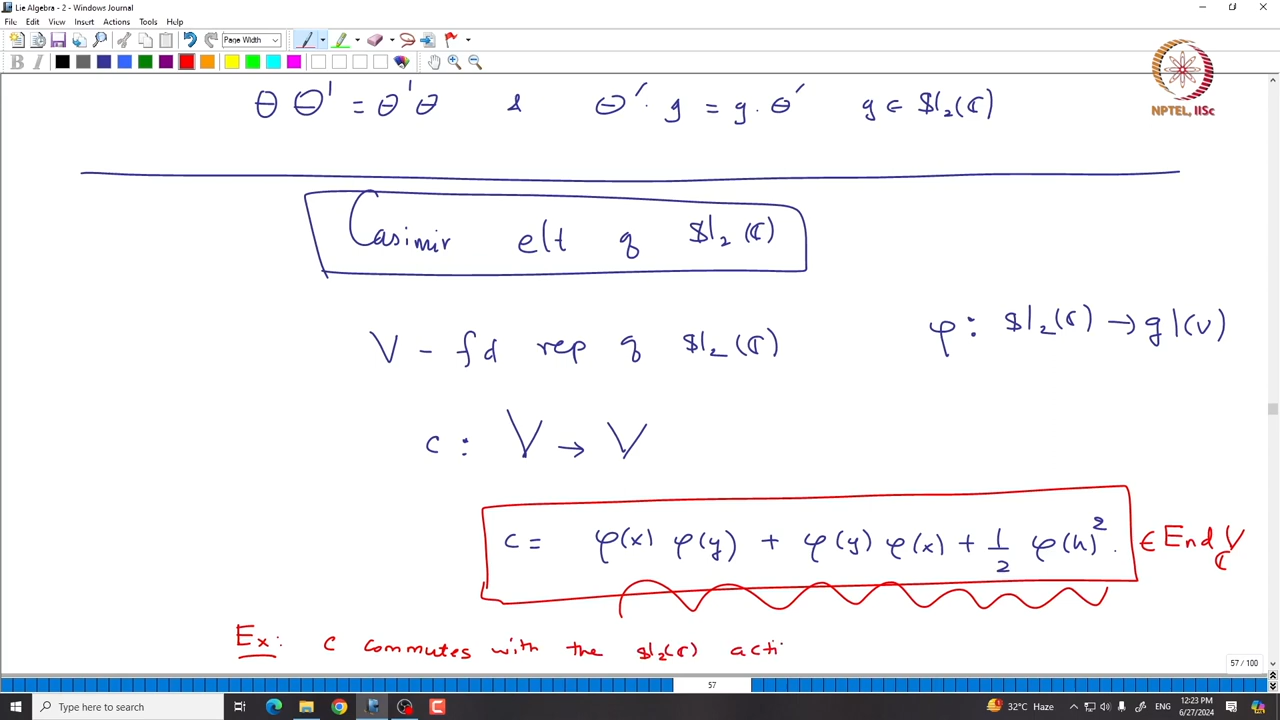 Lie Algebra - 2 - Windows Journal
File Edit View Insert Actions Tools Help
Page Width
B I
NPTEL, IISc
θ θ' = θ' θ & θ' · g = g · θ' g ∈ sl₂(ℂ)
Casimir elt of sl₂(ℂ)
V - fd rep of sl₂(ℂ) φ : sl₂(ℂ) → gl(V)
c : V → V
c = φ(x) φ(y) + φ(y) φ(x) + 1/2 φ(h)² . ∈ End_ℂ V
Ex: c commutes with the sl₂(ℂ) acti
57 / 100
57
Type here to search
32°C Haze
ENG
12:23 PM
6/27/2024